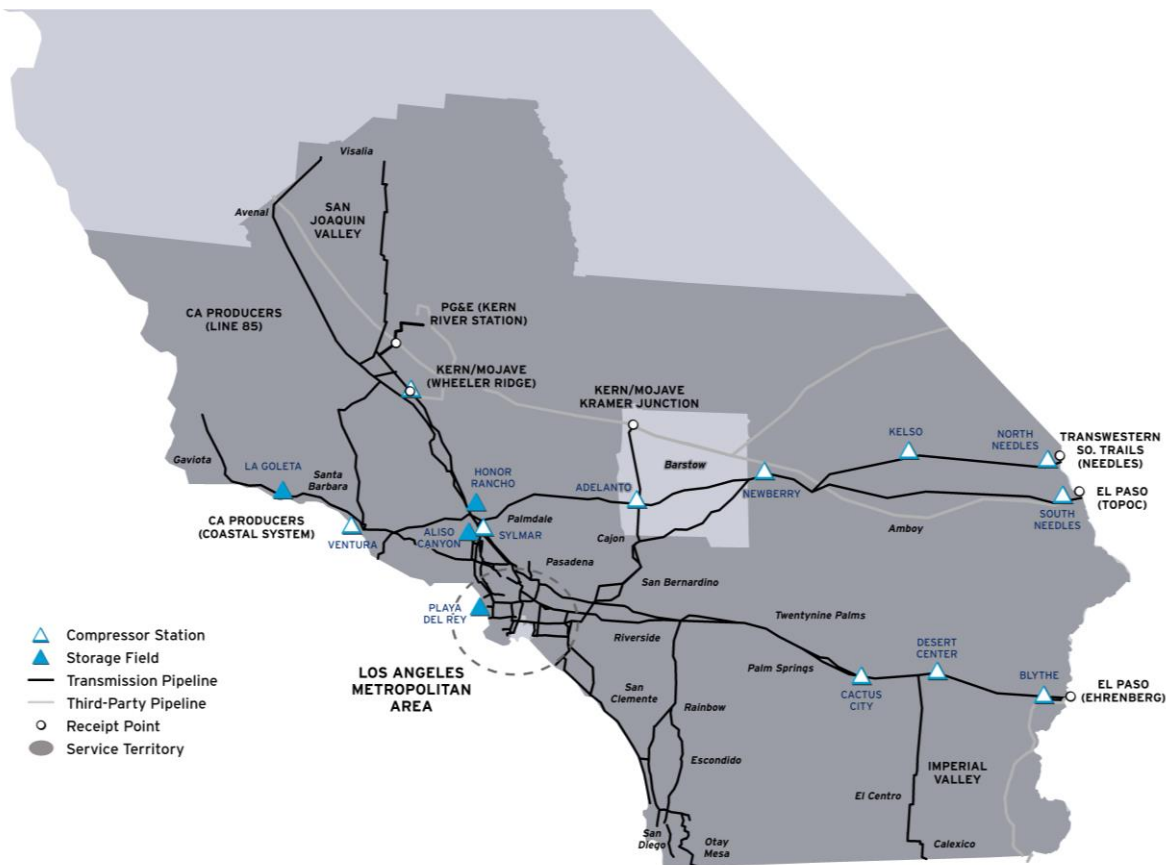 Visalia
Avenal
SAN
JOAQUIN
VALLEY
CA PRODUCERS
(LINE 85)
PG&E (KERN
RIVER STATION)
KERN/MOJAVE
(WHEELER RIDGE)
KERN/MOJAVE
KRAMER JUNCTION
KELSO
NORTH
NEEDLES
TRANSWESTERN
SO. TRAILS
(NEEDLES)
Gaviota
LA GOLETA
Santa
Barbara
HONOR
RANCHO
ADELANTO
Barstow
NEWBERRY
SOUTH
NEEDLES
EL PASO
(TOPOC)
CA PRODUCERS
(COASTAL SYSTEM)
VENTURA
ALISO
CANYON
SYLMAR
Palmdale
Cajon
Amboy
Pasadena
San Bernardino
PLAYA
DEL REY
Twentynine Palms
Riverside
Compressor Station
Storage Field
Transmission Pipeline
Third-Party Pipeline
Receipt Point
Service Territory
LOS ANGELES
METROPOLITAN
AREA
San
Clemente
Rainbow
Palm Springs
CACTUS
CITY
DESERT
CENTER
BLYTHE
EL PASO
(EHRENBERG)
Escondido
El Centro
IMPERIAL
VALLEY
San
Diego
Otay
Mesa
Calexico